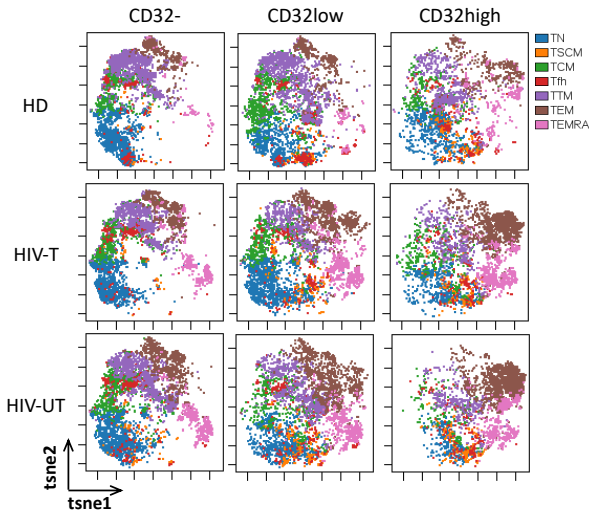 CD32- CD32low CD32high
TN
TSCM
TCM
Tfh
TTM
TEM
TEMRA
HD
HIV-T
HIV-UT
tsne2
tsne1